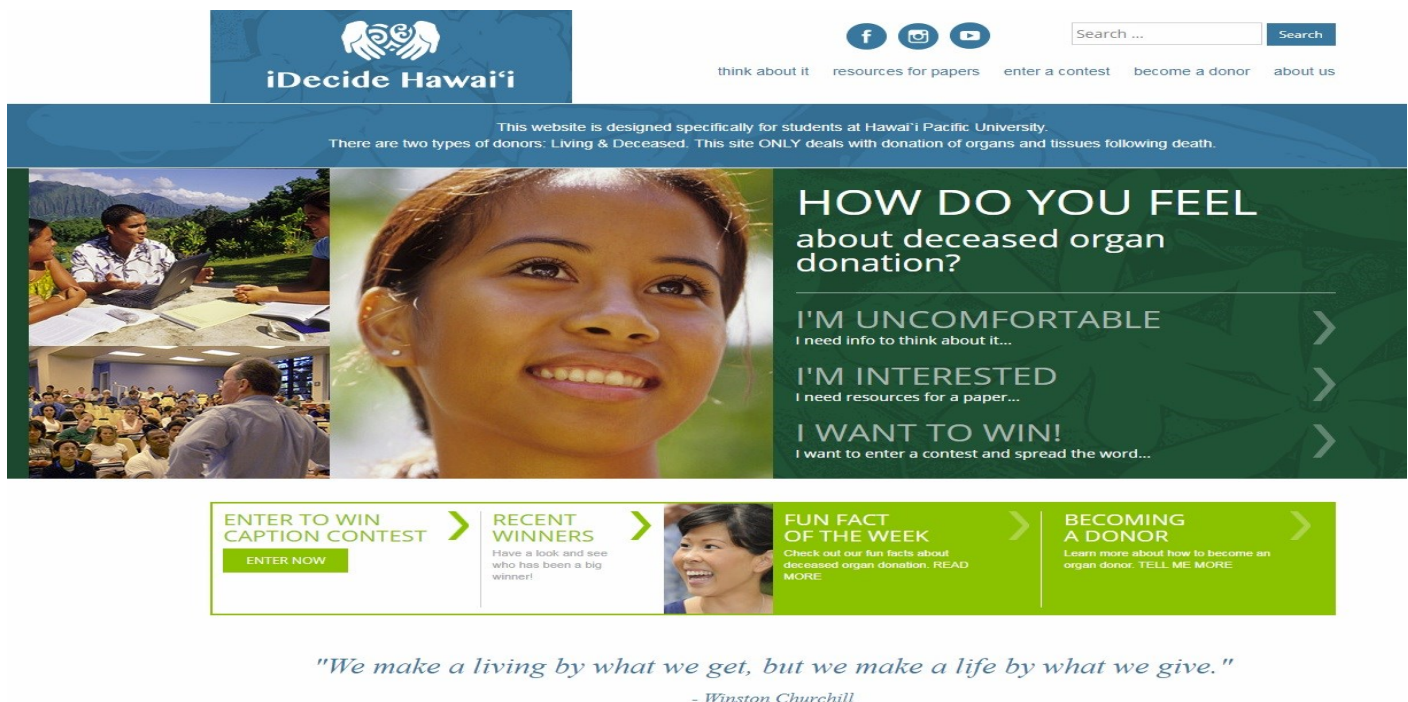 iDecide Hawai‘i
Search ...
Search
think about it
resources for papers
enter a contest
become a donor
about us
This website is designed specifically for students at Hawai`i Pacific University.
There are two types of donors: Living & Deceased. This site ONLY deals with donation of organs and tissues following death.
HOW DO YOU FEEL
about deceased organ
donation?
I'M UNCOMFORTABLE
I need info to think about it...
I'M INTERESTED
I need resources for a paper...
I WANT TO WIN!
I want to enter a contest and spread the word...
ENTER TO WIN
CAPTION CONTEST
ENTER NOW
RECENT
WINNERS
Have a look and see
who has been a big
winner!
FUN FACT
OF THE WEEK
Check out our fun facts about
deceased organ donation. READ
MORE
BECOMING
A DONOR
Learn more about how to become an
organ donor. TELL ME MORE
"We make a living by what we get, but we make a life by what we give."
- Winston Churchill